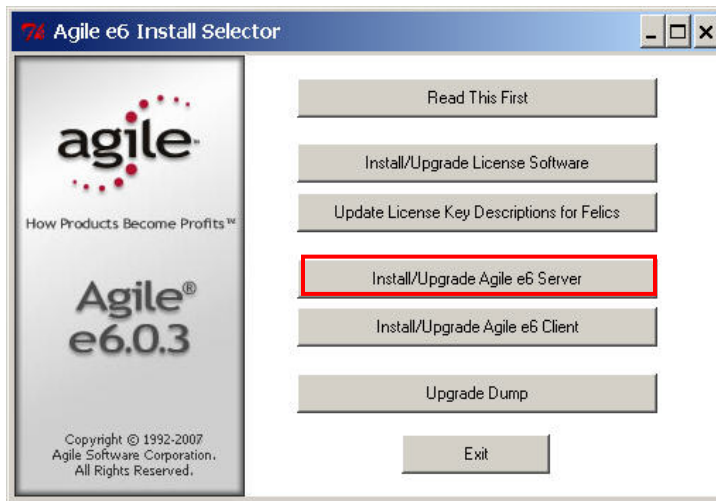 Agile e6 Install Selector
agile™
How Products Become Profits™
Agile®
e6.0.3
Copyright © 1992-2007
Agile Software Corporation.
All Rights Reserved.
Read This First
Install/Upgrade License Software
Update License Key Descriptions for Felics
Install/Upgrade Agile e6 Server
Install/Upgrade Agile e6 Client
Upgrade Dump
Exit